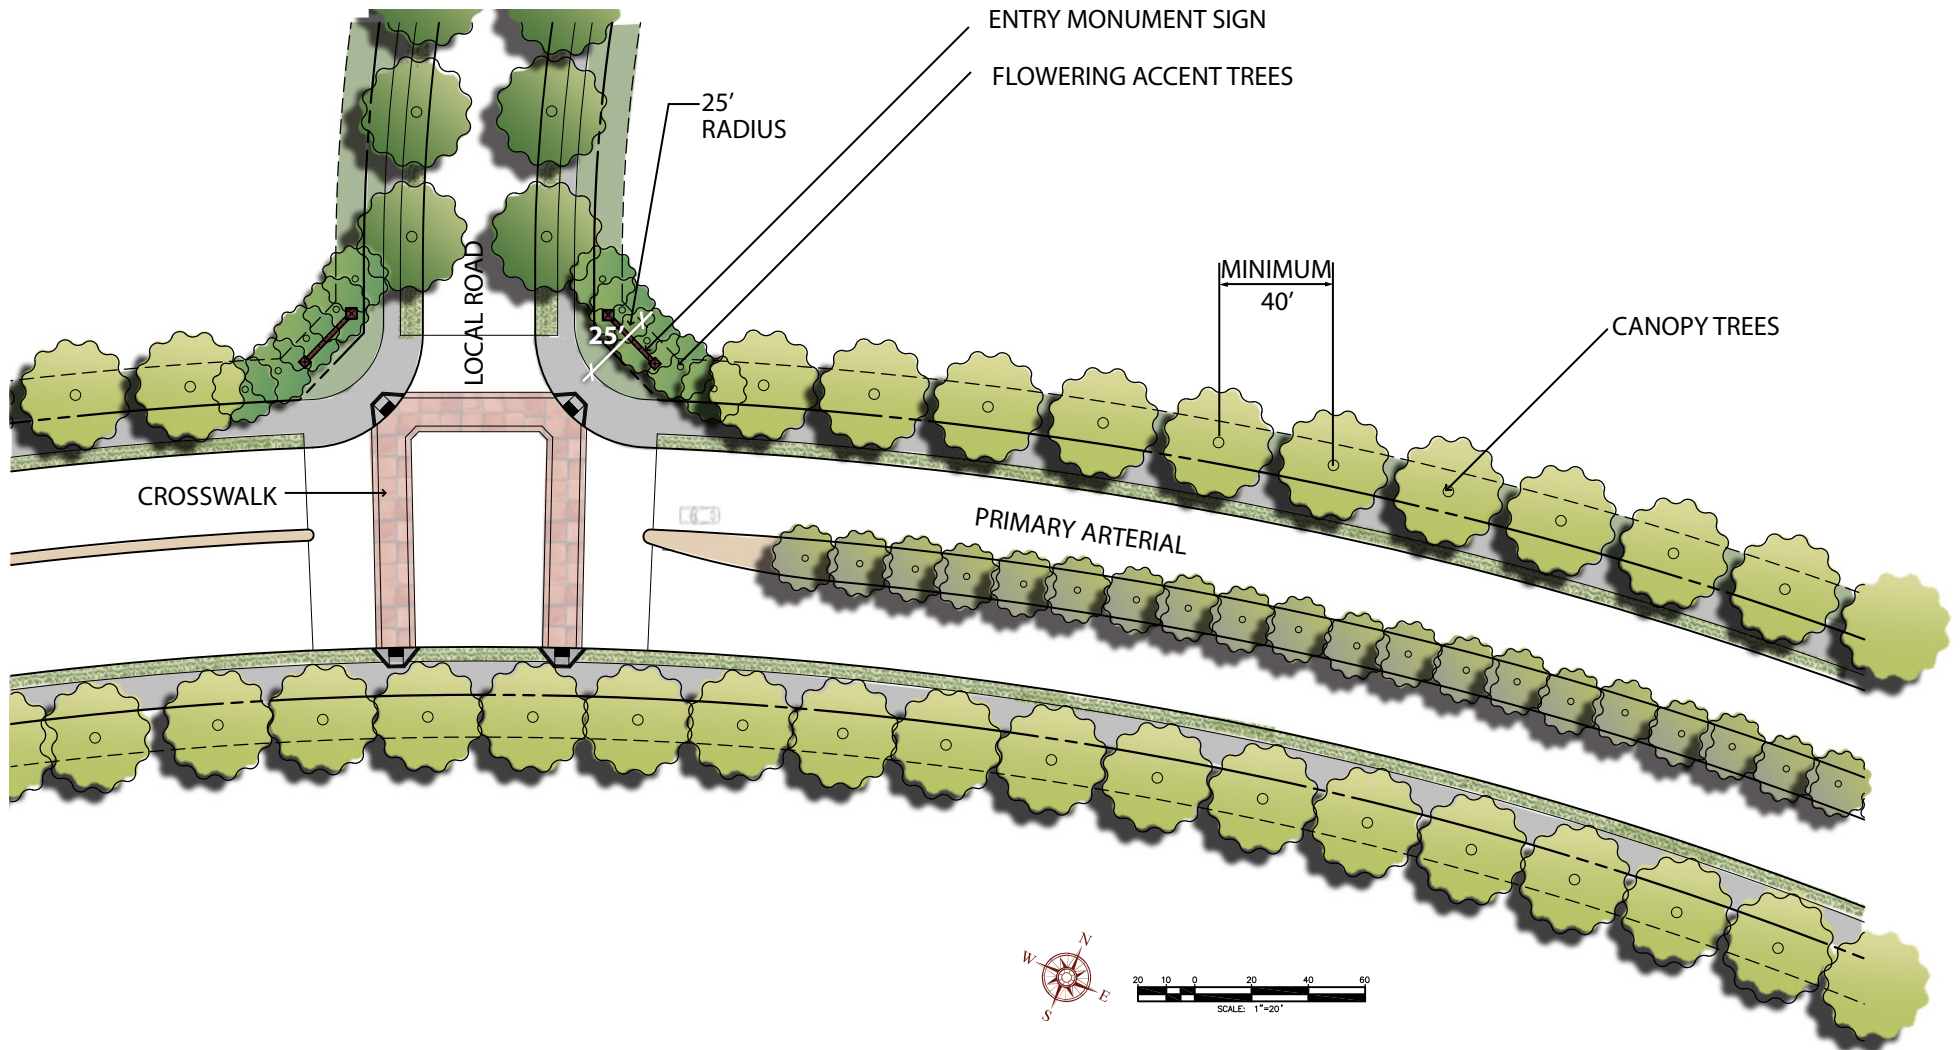 ENTRY MONUMENT SIGN
FLOWERING ACCENT TREES
25’
RADIUS
MINIMUM
40’
CANOPY TREES
25’
LOCAL ROAD
CROSSWALK
PRIMARY ARTERIAL
N
W
E
S
20 10 0 20 40 60
SCALE: 1"=20'